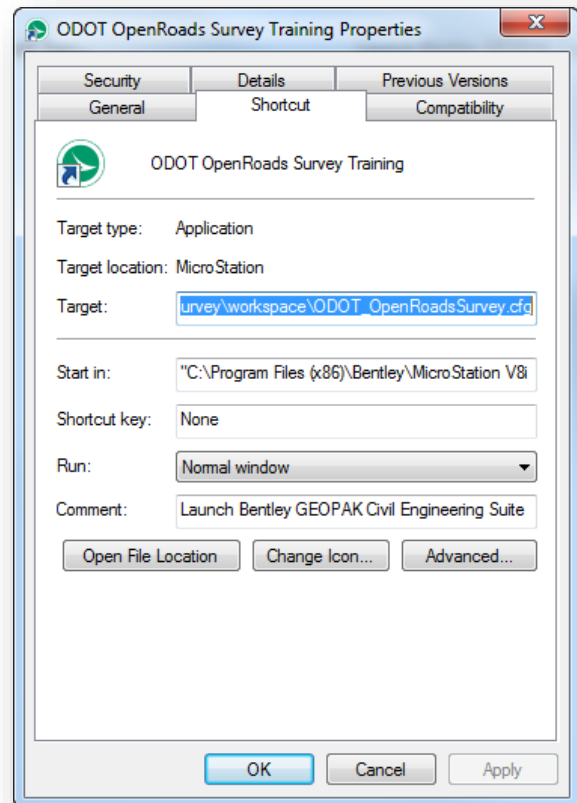 ODOT OpenRoads Survey Training Properties
Security Details Previous Versions
General Shortcut Compatibility
ODOT OpenRoads Survey Training
Target type: Application
Target location: MicroStation
Target: urvey\workspace\ODOT_OpenRoadsSurvey.cfg
Start in: "C:\Program Files (x86)\Bentley\MicroStation V8i
Shortcut key: None
Run: Normal window
Comment: Launch Bentley GEOPAK Civil Engineering Suite
Open File Location Change Icon... Advanced...
OK Cancel Apply